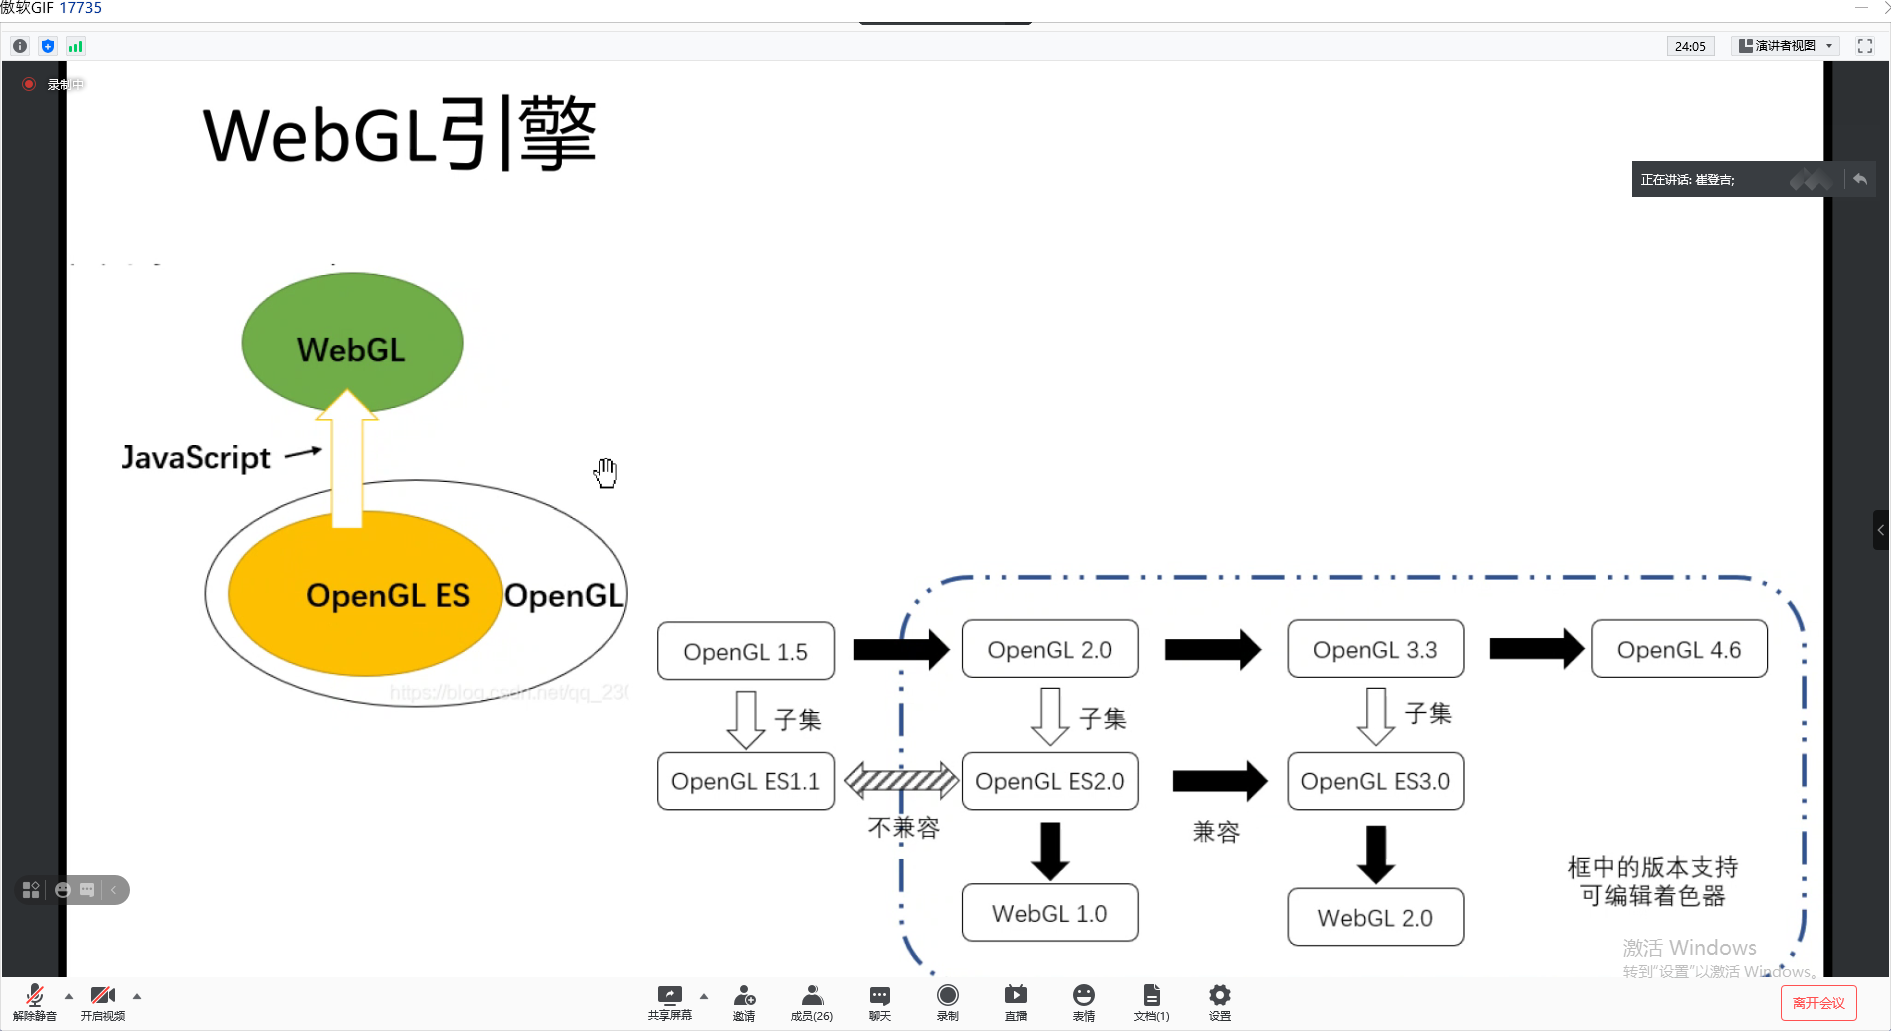 傲软GIF 17735
24:05
演讲者视图
录制中
WebGL引擎
正在讲话: 崔登吉;
WebGL
JavaScript
OpenGL ES
OpenGL
https://blog.csdn.net/qq_23
OpenGL 1.5
OpenGL 2.0
OpenGL 3.3
OpenGL 4.6
子集
子集
子集
OpenGL ES1.1
OpenGL ES2.0
OpenGL ES3.0
不兼容
兼容
WebGL 1.0
WebGL 2.0
框中的版本支持
可编辑着色器
激活 Windows
转到“设置”以激活 Windows。
解除静音
开启视频
共享屏幕
邀请
成员(26)
聊天
录制
直播
表情
文档(1)
设置
离开会议